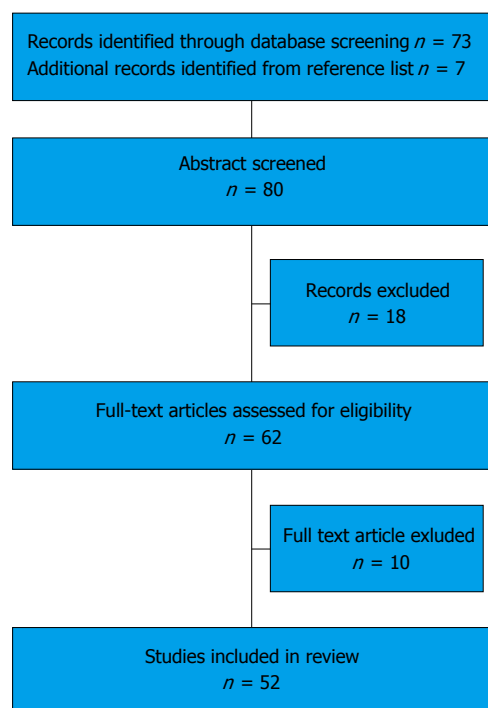 Records identified through database screening n = 73
Additional records identified from reference list n = 7
Abstract screened
n = 80
Records excluded
n = 18
Full-text articles assessed for eligibility
n = 62
Full text article exluded
n = 10
Studies included in review
n = 52